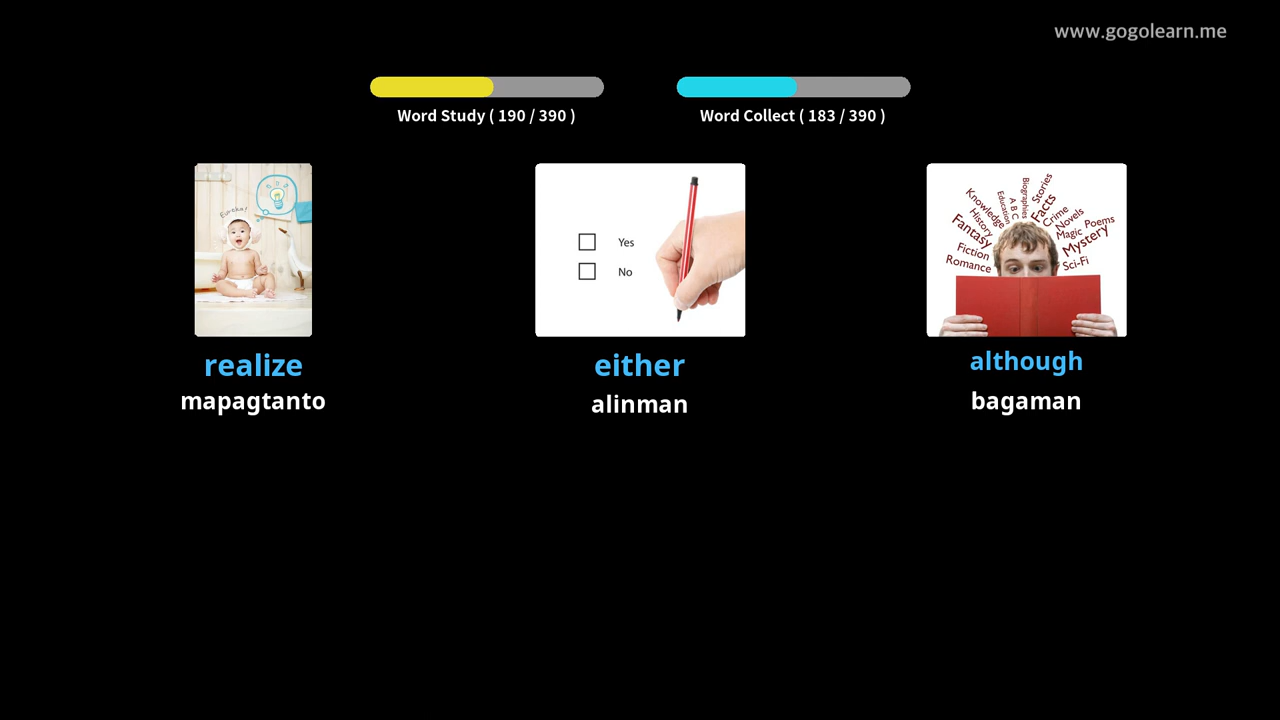 www.gogolearn.me
Word Study ( 190 / 390 )
Word Collect ( 183 / 390 )
Eureka!
Yes
No
Knowledge
History
Fantasy
Fiction
Romance
Education
A B C
Biographies
Stories
Facts
Crime
Novels
Magic
Poems
Mystery
Sci-Fi
realize
either
although
mapagtanto
alinman
bagaman